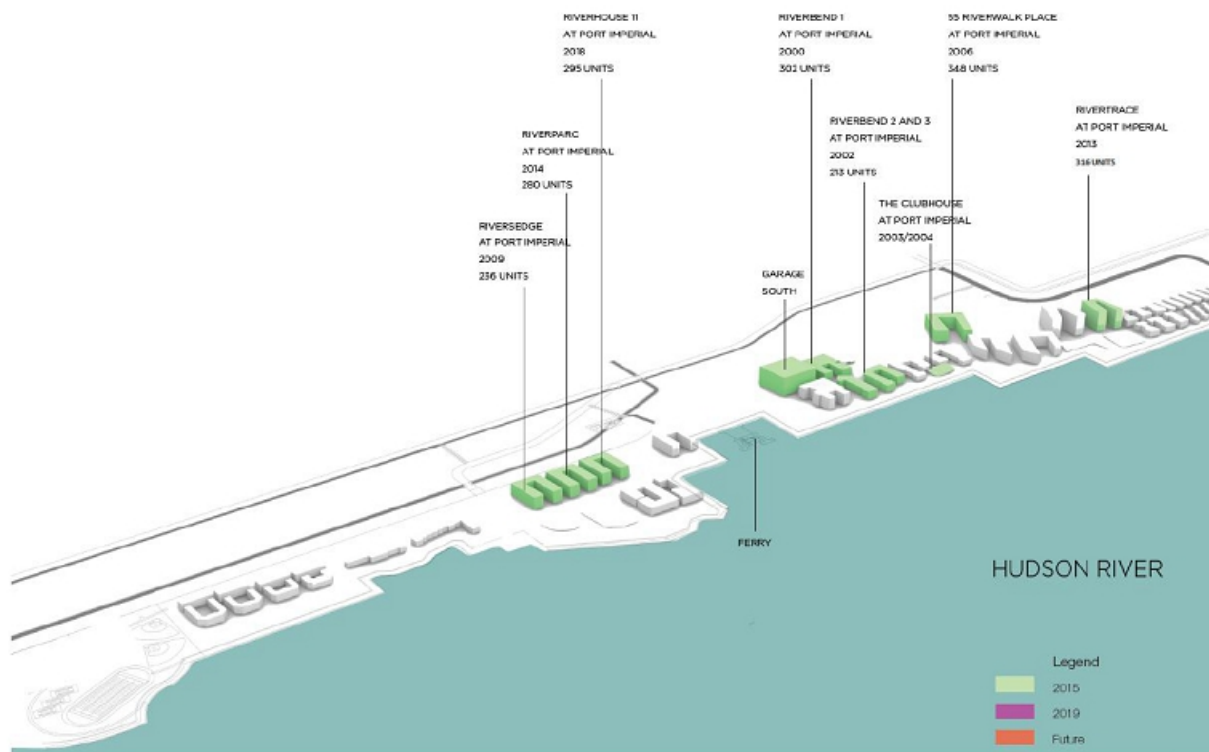 RIVERHOUSE 11
AT PORT IMPERIAL
2018
295 UNITS
RIVERBEND 1
AT PORT IMPERIAL
2000
302 UNITS
55 RIVERWALK PLACE
AT PORT IMPERIAL
2006
348 UNITS
RIVERTRACE
AT PORT IMPERIAL
2013
316 UNITS
RIVERBEND 2 AND 3
AT PORT IMPERIAL
2002
213 UNITS
RIVERPARC
AT PORT IMPERIAL
2014
280 UNITS
THE CLUBHOUSE
AT PORT IMPERIAL
2003/2004
RIVERSEDGE
AT PORT IMPERIAL
2009
236 UNITS
GARAGE
SOUTH
FERRY
HUDSON RIVER
Legend
2015
2019
Future